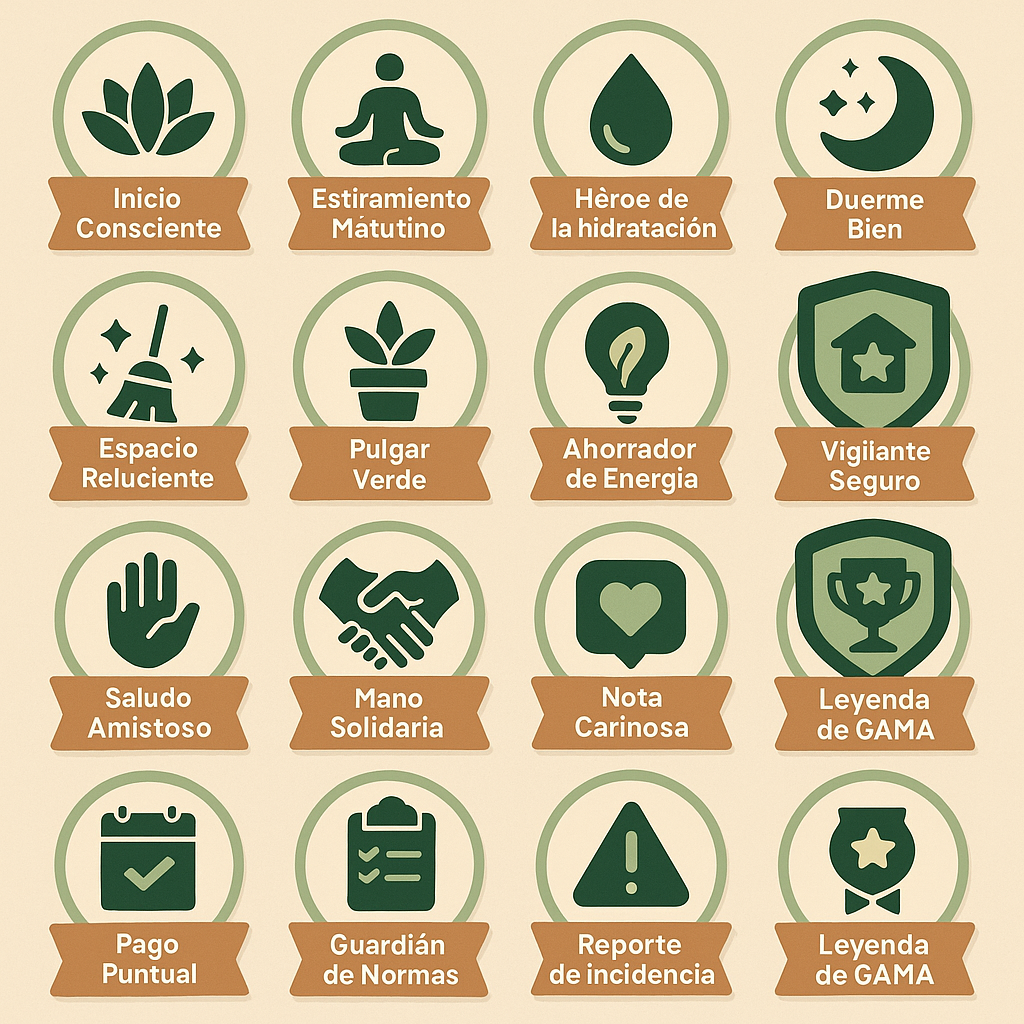 Inicio
Consciente
Estiramiento
Mátutino
Hèroe de
la hidratación
Duerme
Bien
Espacio
Reluciente
Pulgar
Verde
Ahorrador
de Energia
Vigilante
Seguro
Saludo
Amistoso
Mano
Solidaria
Nota
Carinosa
Leyenda
de GAMA
Pago
Puntual
Guardián
de Normas
Reporte
de incidencia
Leyenda
de GAMA